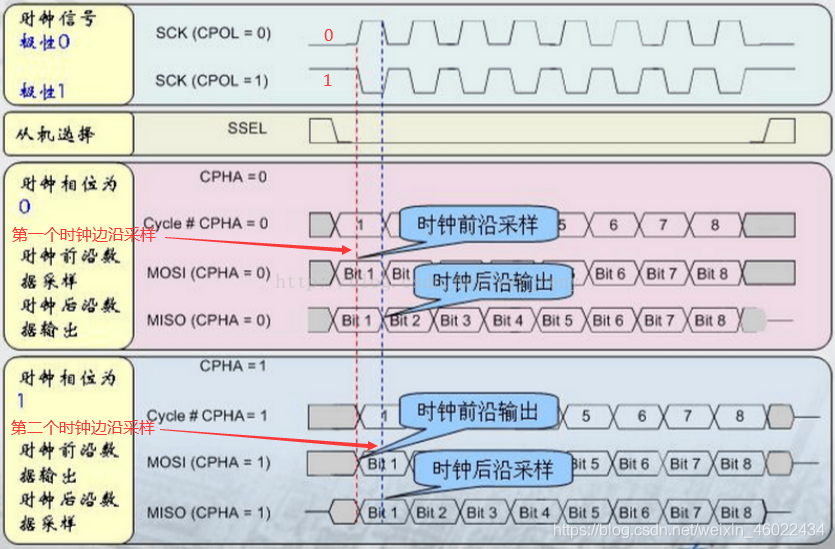 时钟信号
极性0
极性1
SCK (CPOL = 0)
0
SCK (CPOL = 1)
1
从机选择
SSEL
时钟相位为
0
第一个时钟边沿采样
时钟前沿数
据采样
时钟后沿数
据输出
CPHA = 0
Cycle # CPHA = 0
1
5
6
7
8
时钟前沿采样
MOSI (CPHA = 0)
Bit 1
Bit
Bit 6
Bit 7
Bit 8
时钟后沿输出
MISO (CPHA = 0)
Bit 1
Bit 2
Bit 3
Bit 4
Bit 5
Bit 6
Bit 7
Bit 8
时钟相位为
1
第二个时钟边沿采样
时钟前沿数
据输出
时钟后沿数
据采样
CPHA = 1
Cycle # CPHA = 1
1
5
6
7
8
时钟前沿输出
MOSI (CPHA = 1)
Bit 1
Bit 5
Bit 6
Bit 7
Bit 8
时钟后沿采样
MISO (CPHA = 1)
Bit 1
Bit 2
Bit 3
Bit 4
Bit 5
Bit 6
Bit 7
Bit 8
https://blog.csdn.net/weixin_46022434